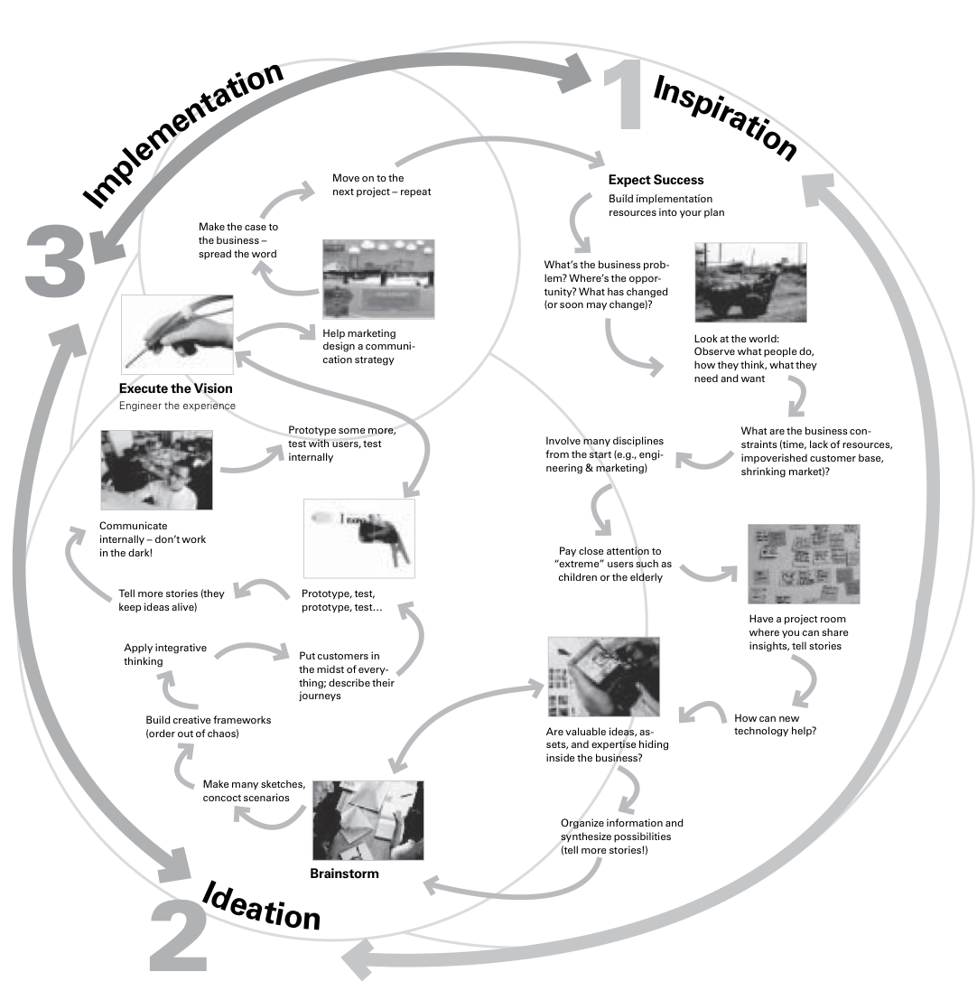 1
Inspiration
Expect Success
Build implementation
resources into your plan
What's the business prob-
lem? Where's the oppor-
tunity? What has changed
(or soon may change)?
Look at the world:
Observe what people do,
how they think, what they
need and want
What are the business con-
straints (time, lack of resources,
impoverished customer base,
shrinking market)?
Involve many disciplines
from the start (e.g., engi-
neering & marketing)
Pay close attention to
“extreme” users such as
children or the elderly
Have a project room
where you can share
insights, tell stories
How can new
technology help?
Are valuable ideas, as-
sets, and expertise hiding
inside the business?
Organize information and
synthesize possibilities
(tell more stories!)
2
Ideation
Brainstorm
Make many sketches,
concoct scenarios
Build creative frameworks
(order out of chaos)
Apply integrative
thinking
Put customers in
the midst of every-
thing; describe their
journeys
Prototype, test,
prototype, test...
Tell more stories (they
keep ideas alive)
Communicate
internally – don't work
in the dark!
Prototype some more,
test with users, test
internally
3
Implementation
Execute the Vision
Engineer the experience
Help marketing
design a communi-
cation strategy
Make the case to
the business –
spread the word
Move on to the
next project – repeat